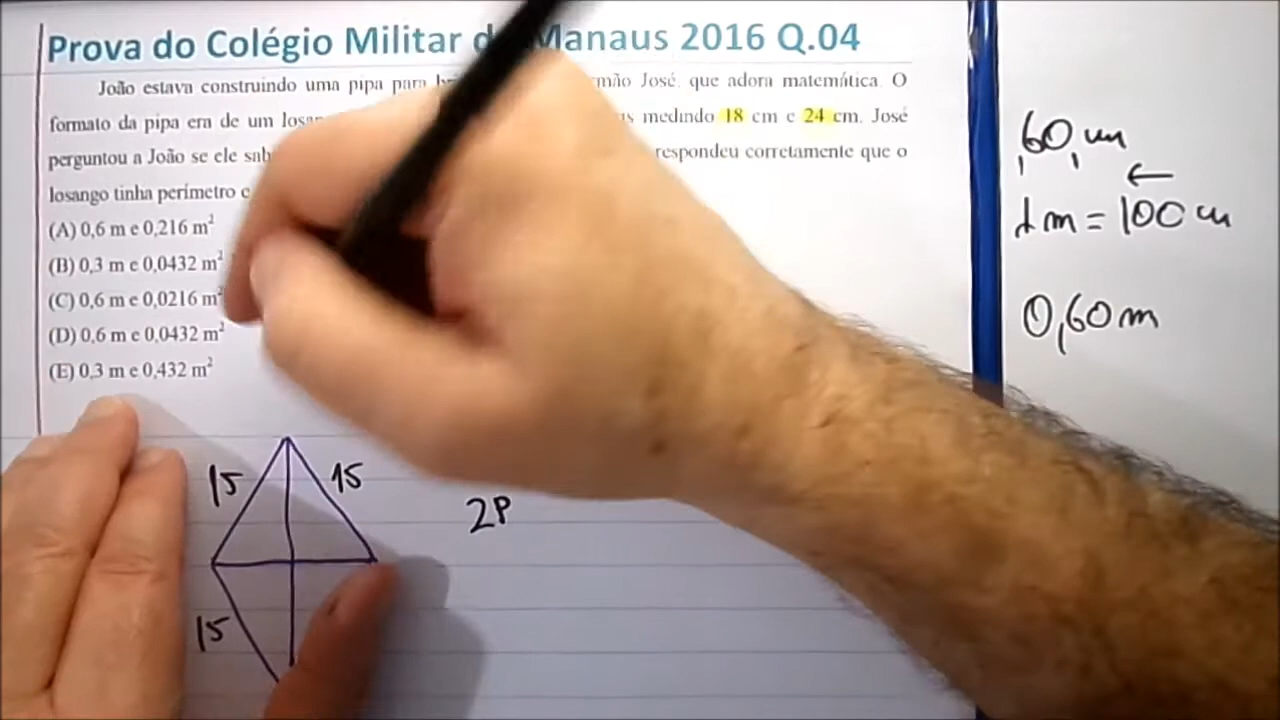 Prova do Colégio Militar d Manaus 2016 Q.04
João estava construindo uma pipa para mão José, que adora matemática. O
formato da pipa era de um losan medindo 18 cm e 24 cm. José
perguntou a João se ele sab respondeu corretamente que o
losango tinha perímetro e
(A) 0,6 m e 0,216 m²
(B) 0,3 m e 0,0432 m²
(C) 0,6 m e 0,0216 m²
(D) 0,6 m e 0,0432 m²
(E) 0,3 m e 0,432 m²
15 15
2P
15
,60, cm
1m = 100 cm
0,60m